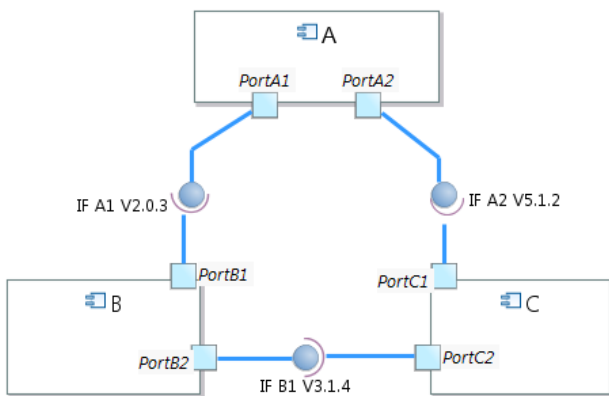 A
PortA1
PortA2
IF A1 V2.0.3
IF A2 V5.1.2
PortB1
PortC1
B
C
PortB2
PortC2
IF B1 V3.1.4